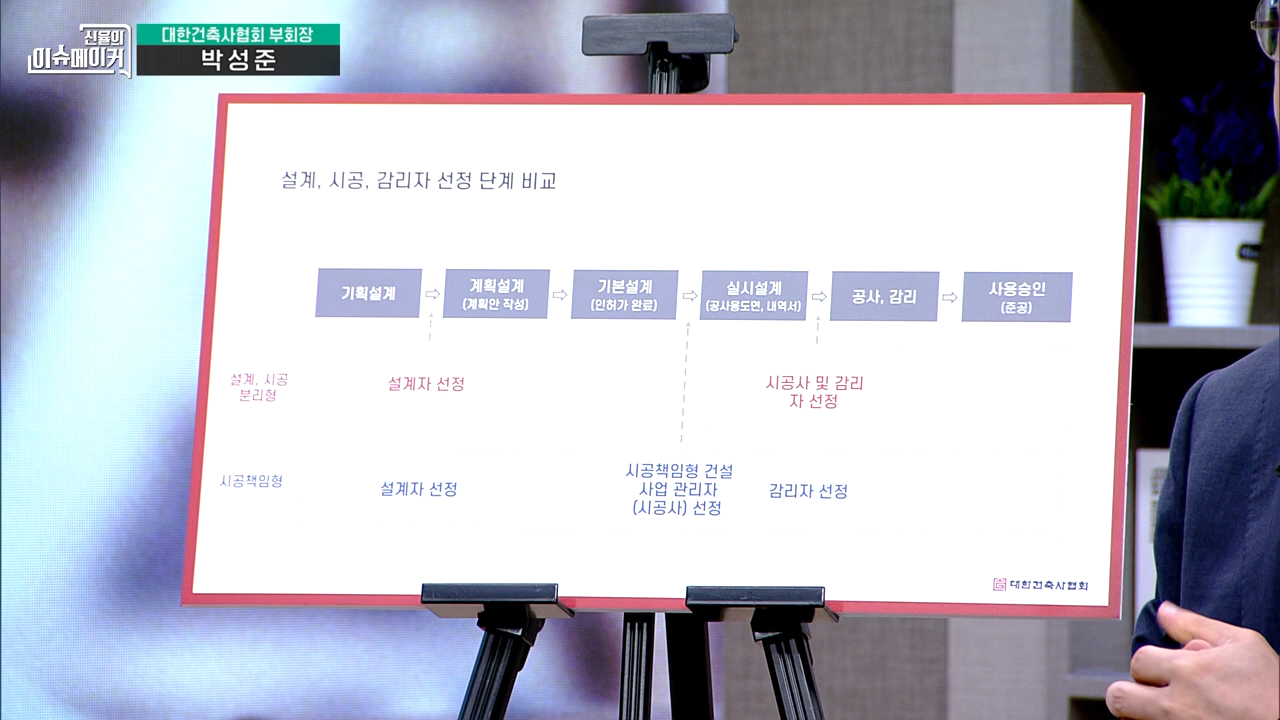 신율의
이슈메이커
대한건축사협회 부회장
박성준
설계, 시공, 감리자 선정 단계 비교
기획설계
계획설계
(계획안 작성)
기본설계
(인허가 완료)
실시설계
(공사용도면, 내역서)
공사, 감리
사용승인
(준공)
설계, 시공
분리형
설계자 선정
시공사 및 감리
자 선정
시공책임형
설계자 선정
시공책임형 건설
사업 관리자
(시공사) 선정
감리자 선정
대한건축사협회